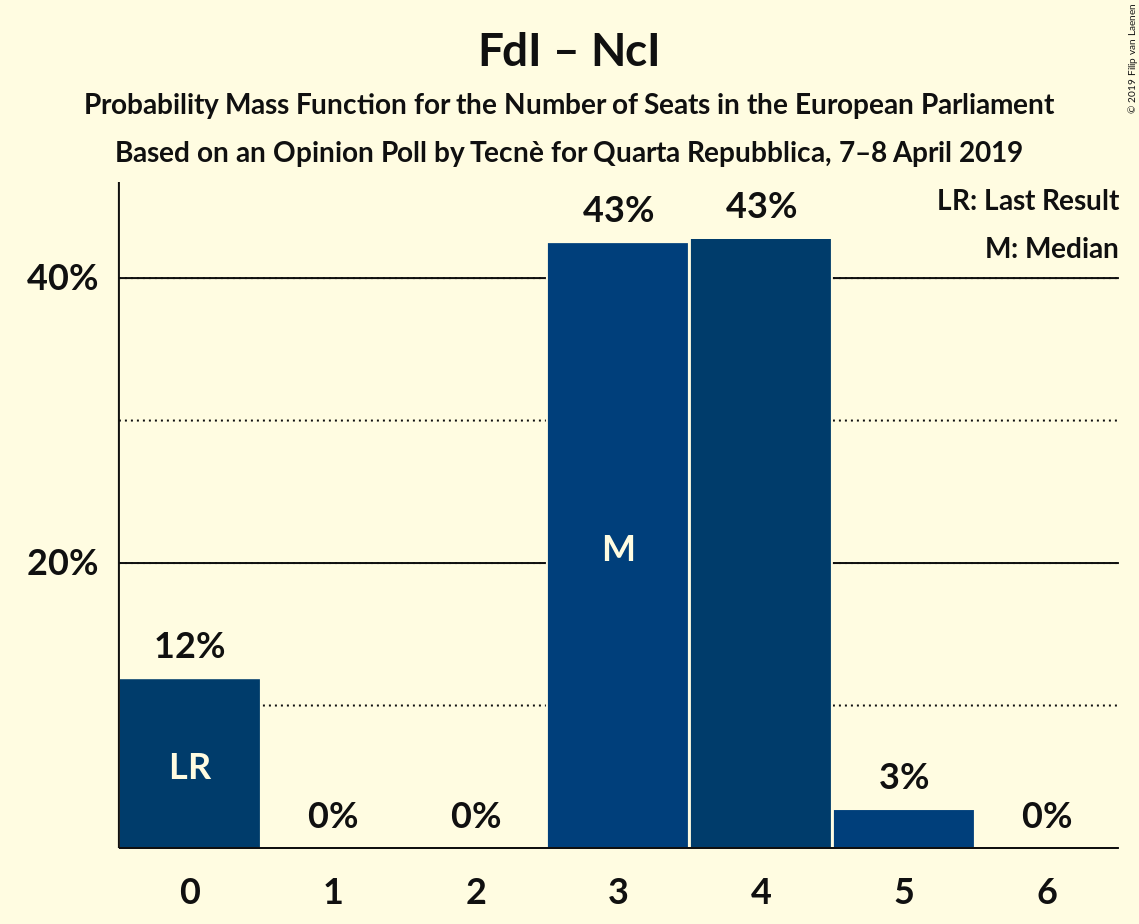 FdI – NcI
Probability Mass Function for the Number of Seats in the European Parliament
Based on an Opinion Poll by Tecnè for Quarta Repubblica, 7–8 April 2019
© 2019 Filip van Laenen
LR: Last Result
M: Median
43%
43%
40%
M
20%
12%
LR
0%
0%
3%
0%
0
1
2
3
4
5
6